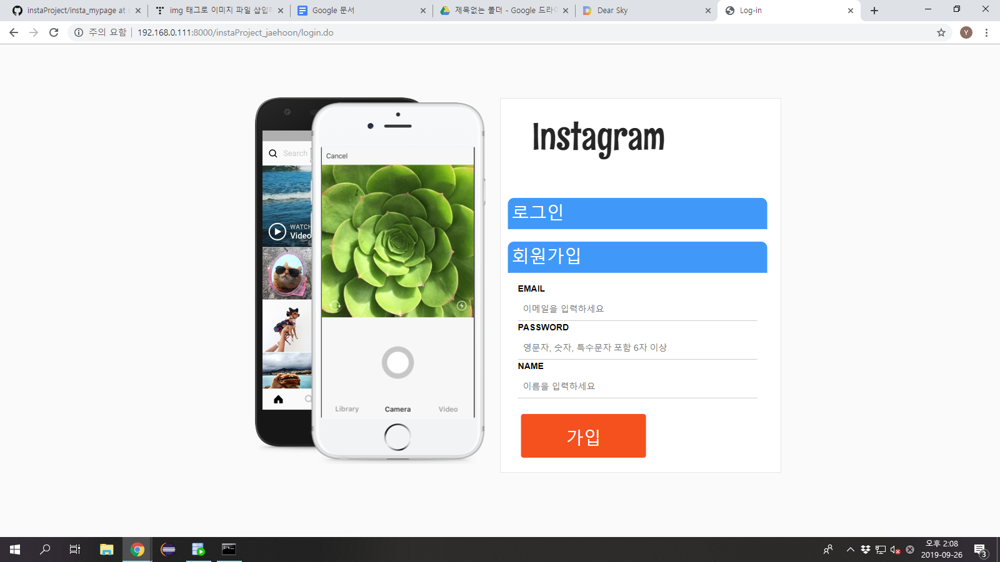 instaProject/insta_mypage at
img 태그로 이미지 파일 삽입하
Google 문서
제목없는 폴더 - Google 드라이
Dear Sky
Log-in
주의 요함
192.168.0.111:8000/instaProject_jaehoon/login.do
Y
Search
WATCH
Video
Cancel
Library
Camera
Video
Instagram
로그인
회원가입
EMAIL
이메일을 입력하세요
PASSWORD
영문자, 숫자, 특수문자 포함 6자 이상
NAME
이름을 입력하세요
가입
오후 2:08
2019-09-26
3